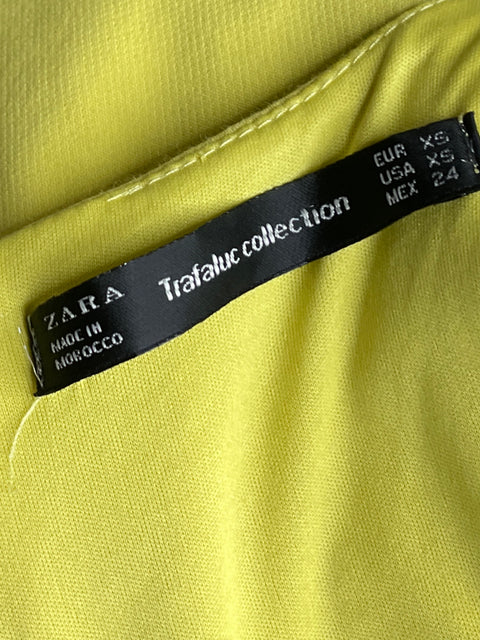 ZARA
MADE IN
MOROCCO
Trafaluc collection
EUR XS
USA XS
MEX 24